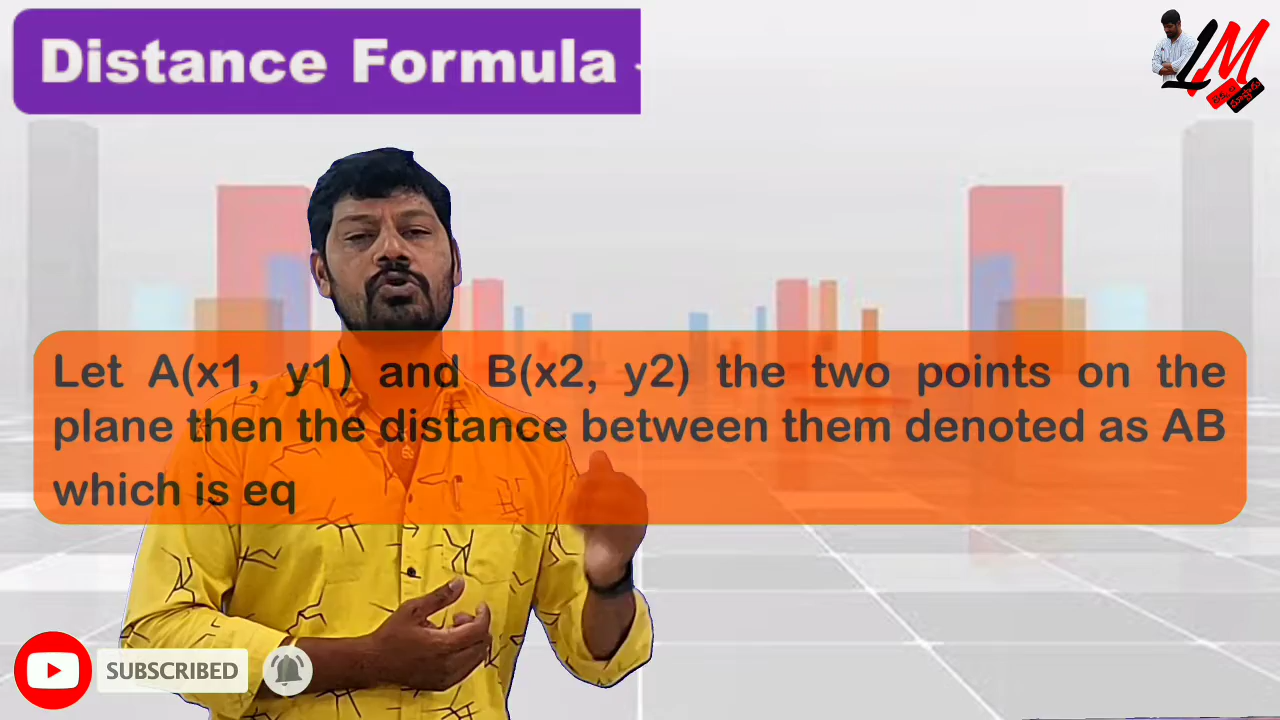 Distance Formula -
LM
Let A(x1, y1) and B(x2, y2) the two points on the
plane then the distance between them denoted as AB
which is eq
SUBSCRIBED